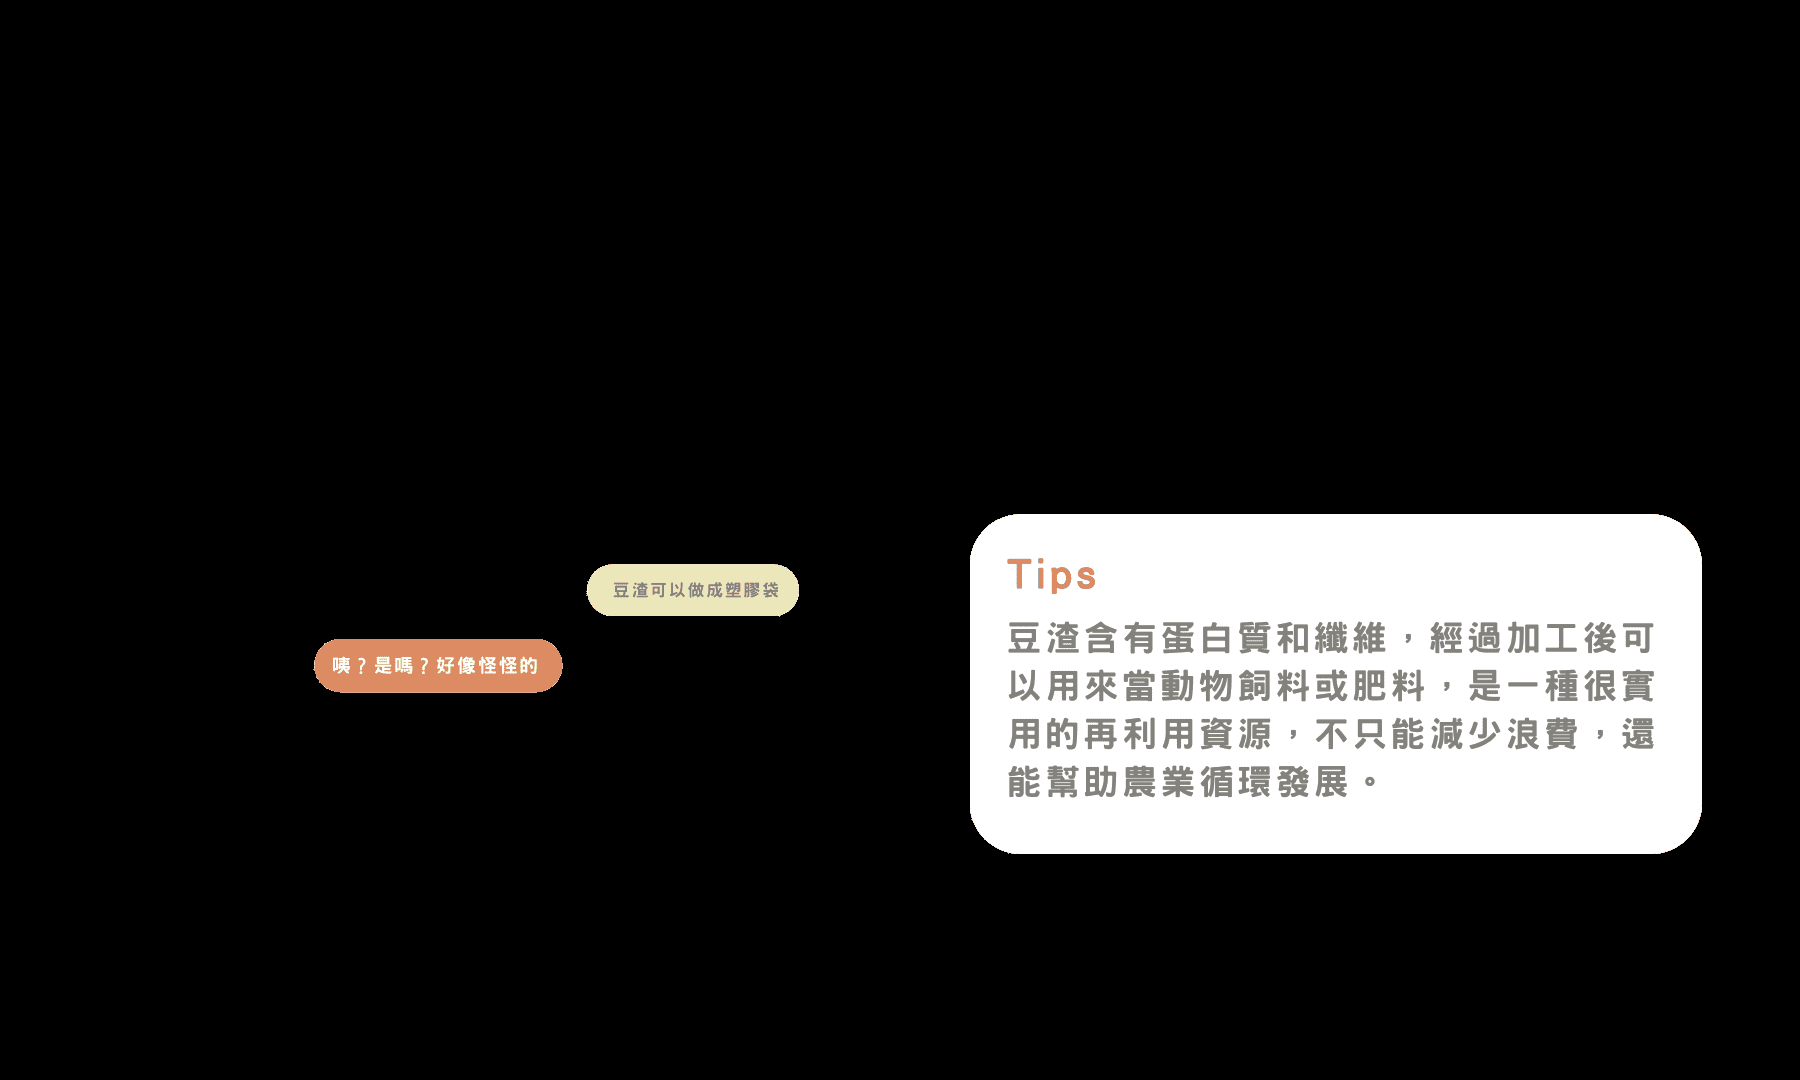 豆渣可以做成塑膠袋
咦？是嗎？好像怪怪的
Tips
豆渣含有蛋白質和纖維，經過加工後可
以用來當動物飼料或肥料，是一種很實
用的再利用資源，不只能減少浪費，還
能幫助農業循環發展。